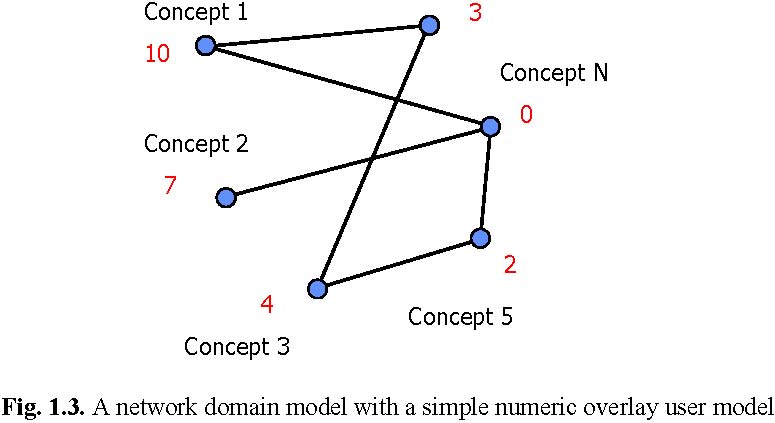 Concept 1
3
10
Concept N
0
Concept 2
7
2
4
Concept 5
Concept 3
Fig. 1.3. A network domain model with a simple numeric overlay user model